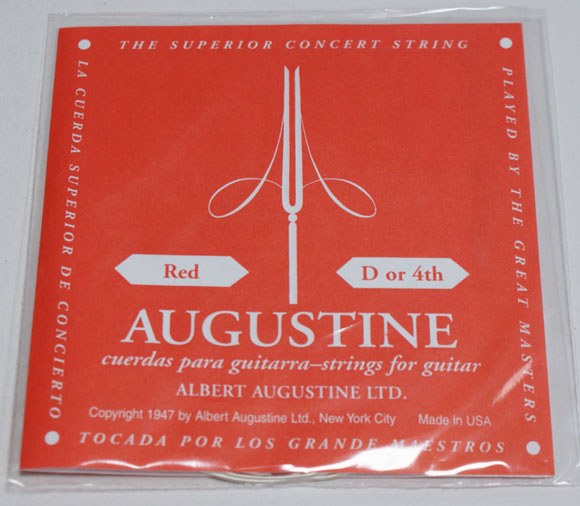 THE SUPERIOR CONCERT STRING
LA CUERDA SUPERIOR DE CONCIERTO
PLAYED BY THE GREAT MASTERS
Red
D or 4th
AUGUSTINE
cuerdas para guitarra–strings for guitar
ALBERT AUGUSTINE LTD.
Copyright 1947 by Albert Augustine Ltd., New York City Made in USA
TOCADA POR LOS GRANDE MAESTROS